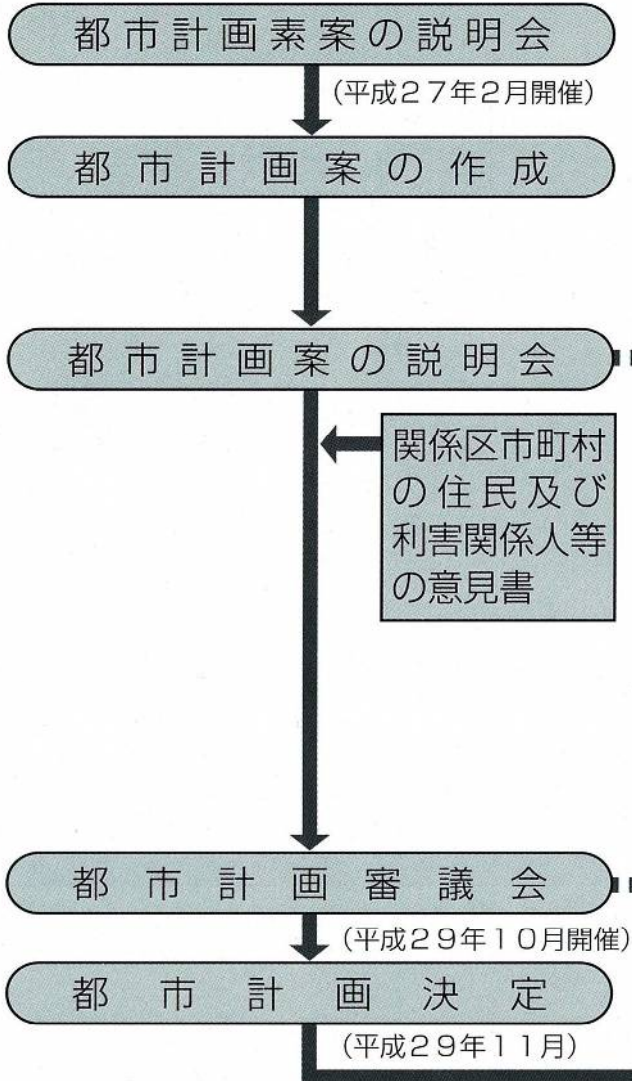 都市計画素案の説明会
（平成２７年２月開催）
都市計画案の作成
都市計画案の説明会
関係区市町村
の住民及び
利害関係人等
の意見書
都市計画審議会
（平成２９年１０月開催）
都市計画決定
（平成２９年１１月）